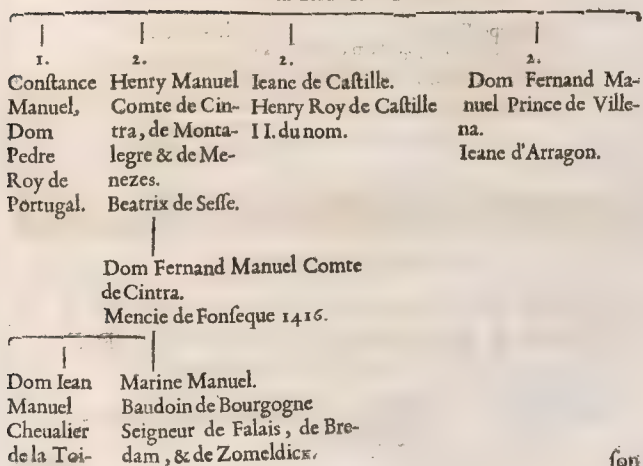 1.
Conſtance
Manuel,
Dom
Pedre
Roy de
Portugal.
2.
Henry Manuel
Comte de Cin-
tra, de Monta-
legre & de Me-
nezes.
Beatrix de Seſſe.
2.
Ieane de Caſtille.
Henry Roy de Caſtille
II. du nom.
2.
Dom Fernand Ma-
nuel Prince de Ville-
na.
Ieane d'Arragon.
Dom Fernand Manuel Comte
de Cintra.
Mencie de Fonſeque 1416.
Dom Iean
Manuel
Cheualier
de la Toi-
Marine Manuel.
Baudoin de Bourgogne
Seigneur de Falais, de Bre-
dam, & de Zomeldick.
ſon